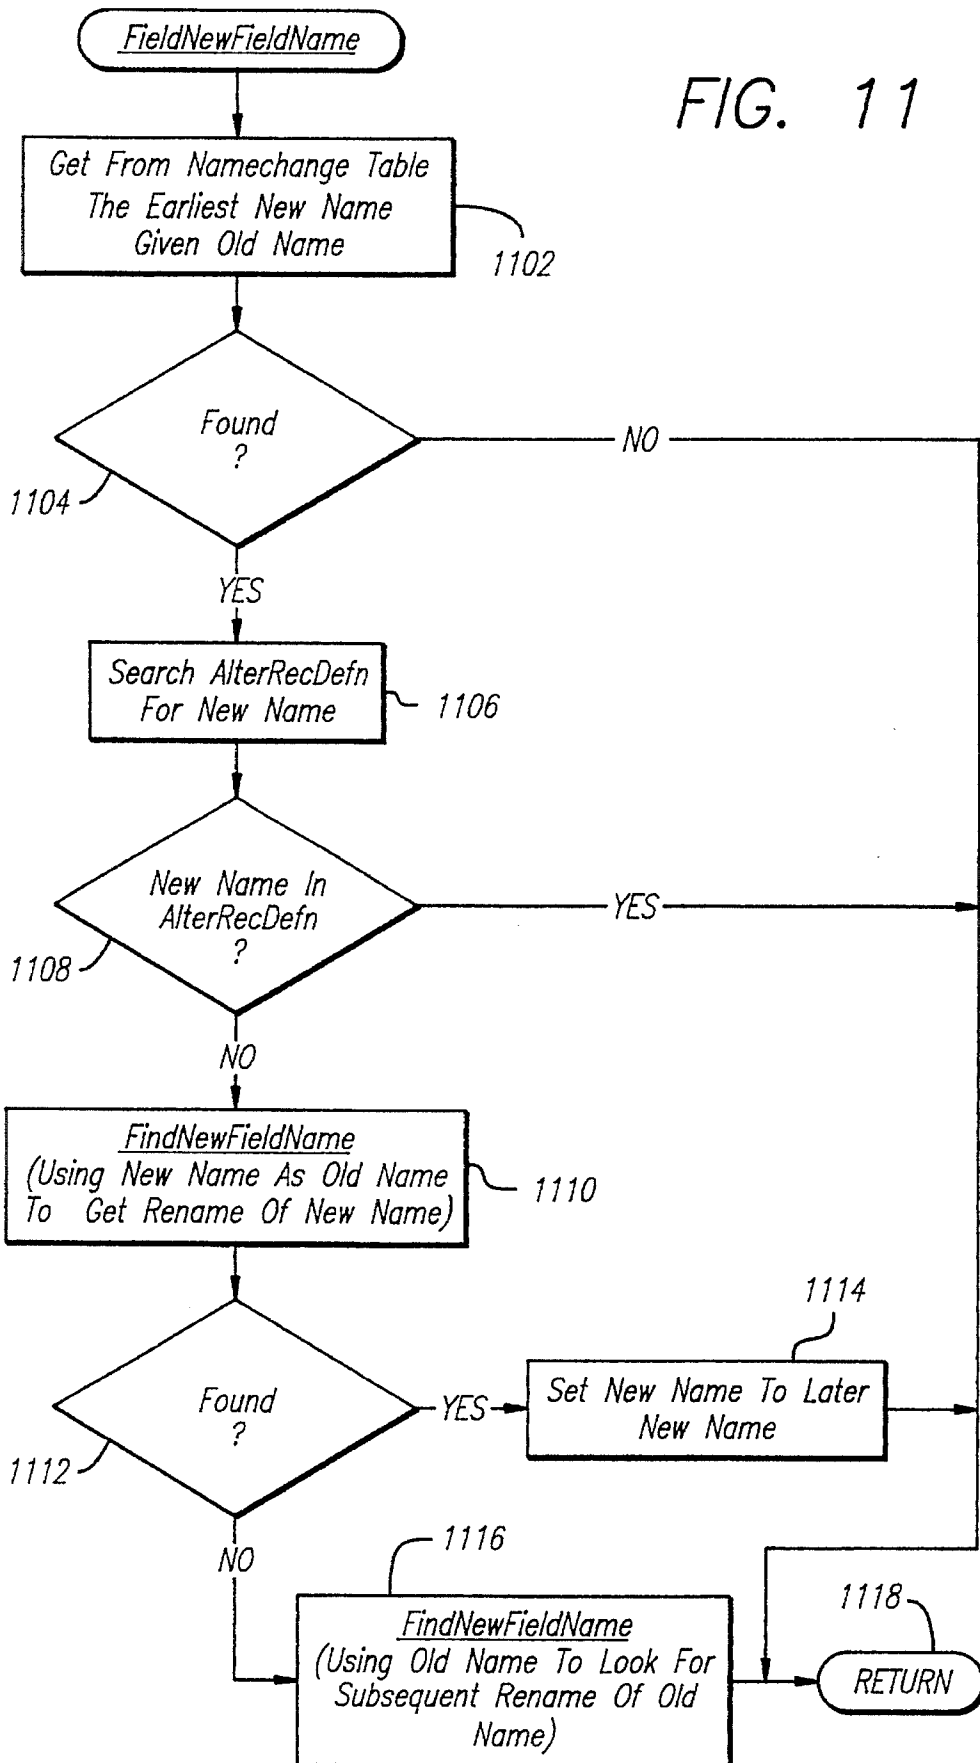 FieldNewFieldName
FIG. 11
Get From Namechange Table
The Earliest New Name
Given Old Name
1102
Found
?
NO
1104
YES
Search AlterRecDefn
For New Name
1106
New Name In
AlterRecDefn
?
YES
1108
NO
FindNewFieldName
(Using New Name As Old Name
To Get Rename Of New Name)
1110
1114
Found
?
YES
Set New Name To Later
New Name
1112
NO
1116
FindNewFieldName
(Using Old Name To Look For
Subsequent Rename Of Old
Name)
1118
RETURN